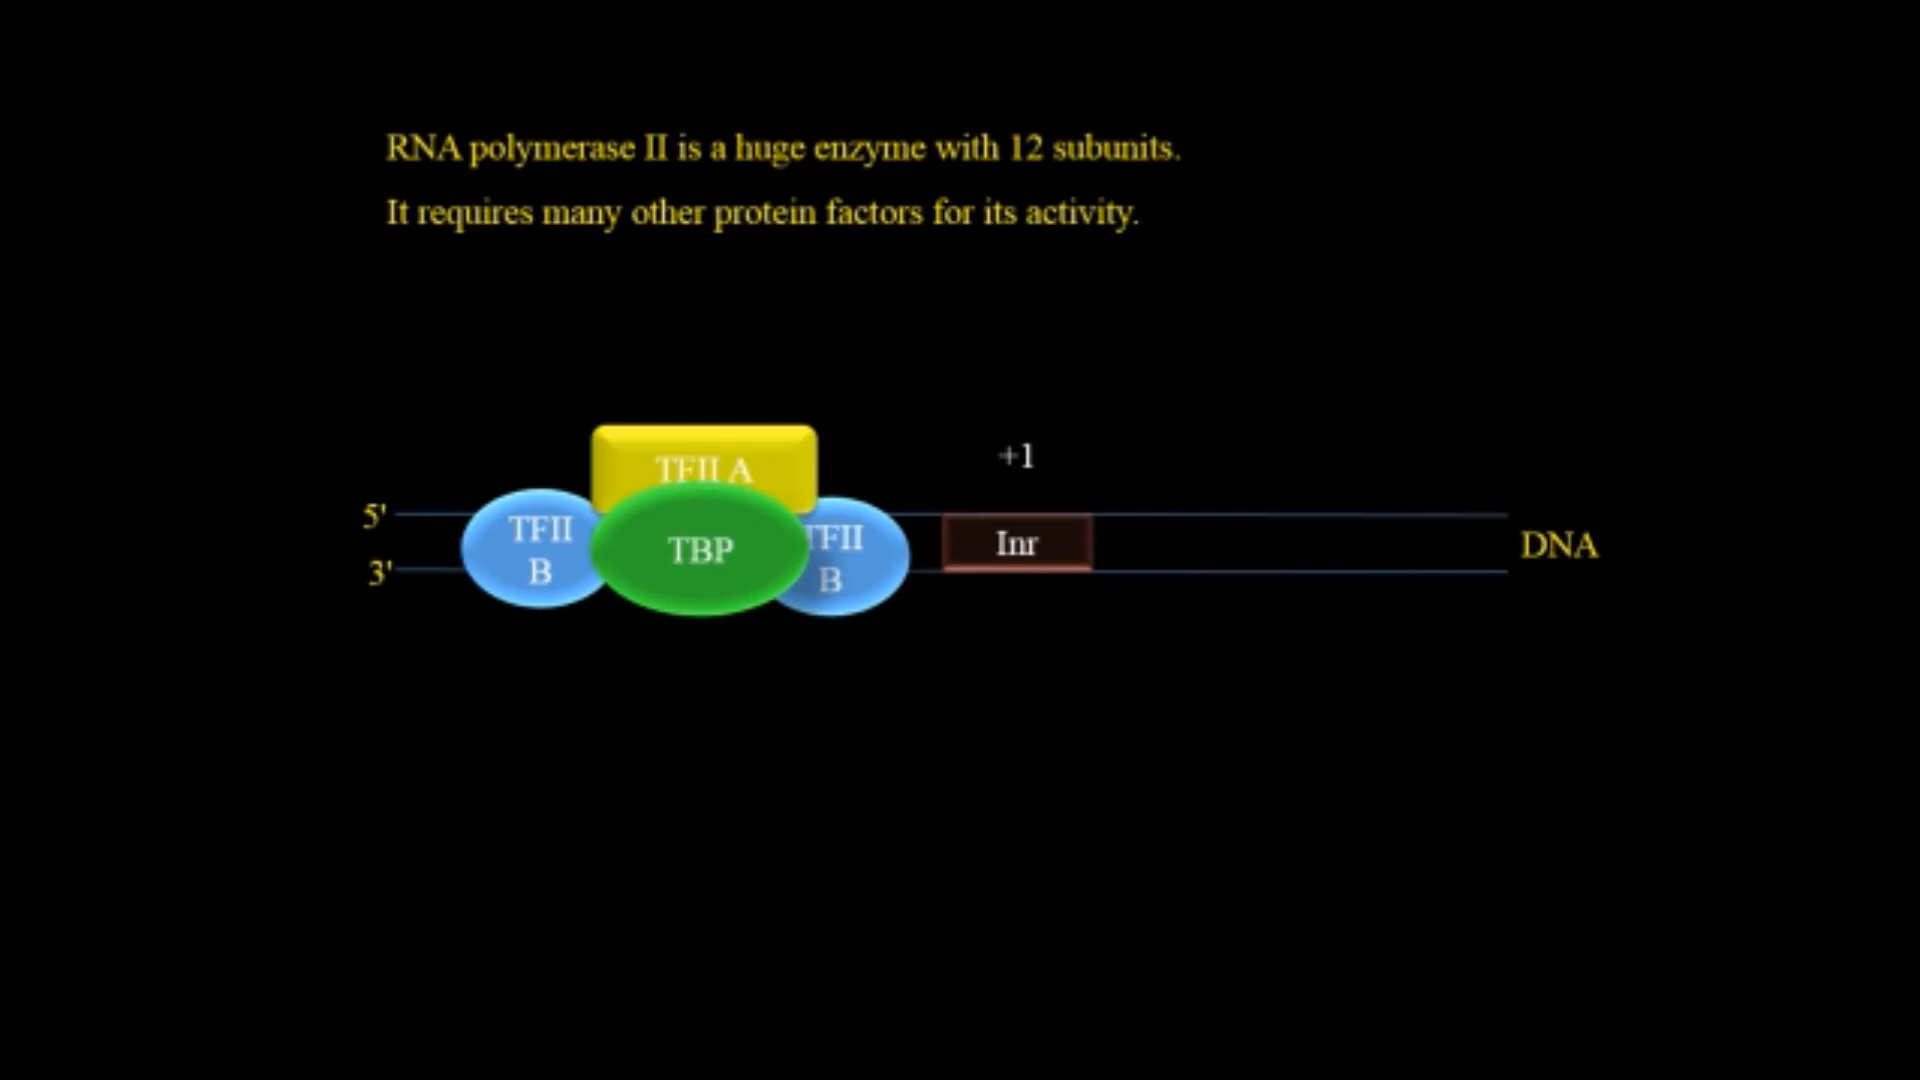 RNA polymerase II is a huge enzyme with 12 subunits.
It requires many other protein factors for its activity.
TFII A
+1
5'
TFII
B
TBP
TFII
B
Inr
DNA
3'